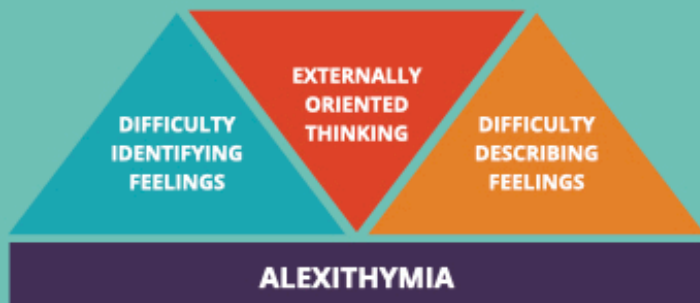 DIFFICULTY
IDENTIFYING
FEELINGS
EXTERNALLY
ORIENTED
THINKING
DIFFICULTY
DESCRIBING
FEELINGS
ALEXITHYMIA